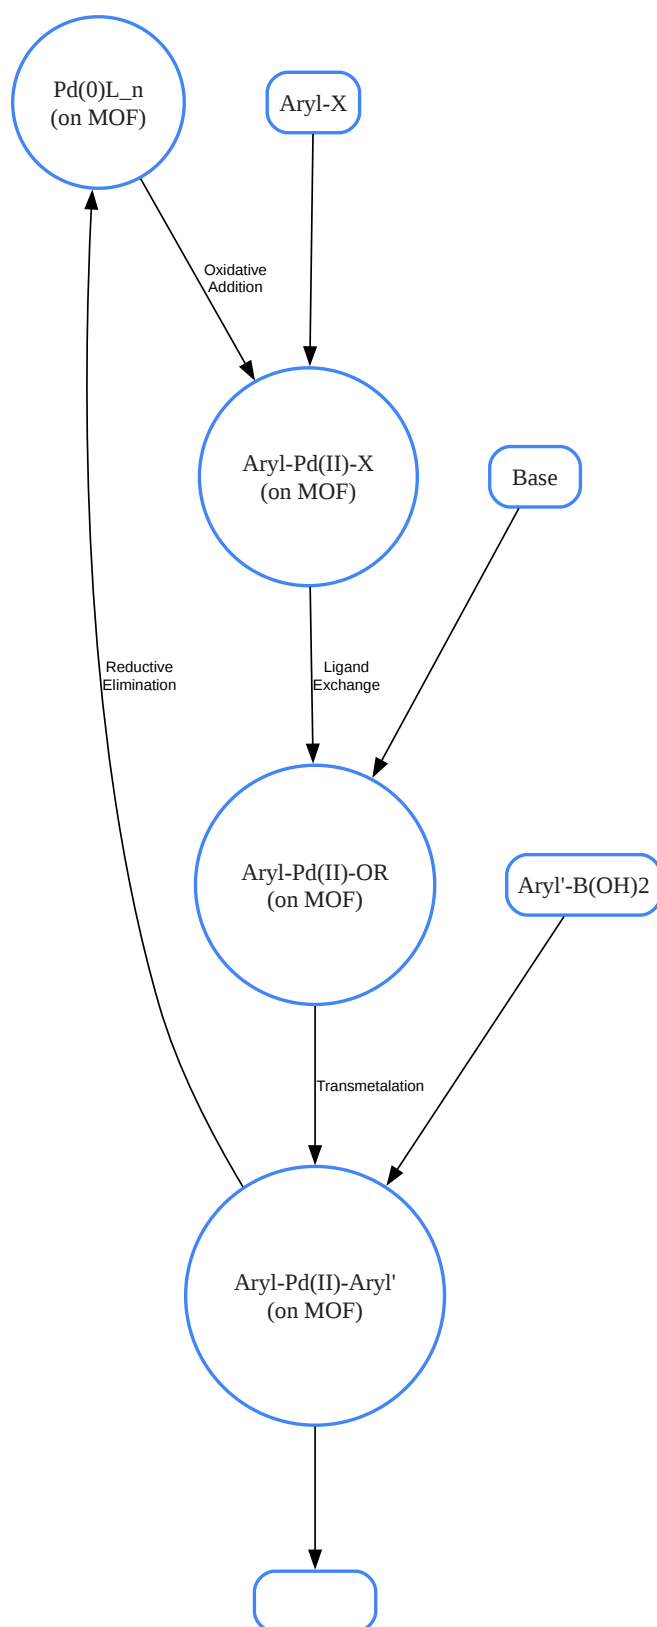 Pd(0)L_n
(on MOF)
Aryl-X
Oxidative
Addition
Aryl-Pd(II)-X
(on MOF)
Base
Reductive
Elimination
Ligand
Exchange
Aryl-Pd(II)-OR
(on MOF)
Aryl'-B(OH)2
Transmetalation
Aryl-Pd(II)-Aryl'
(on MOF)